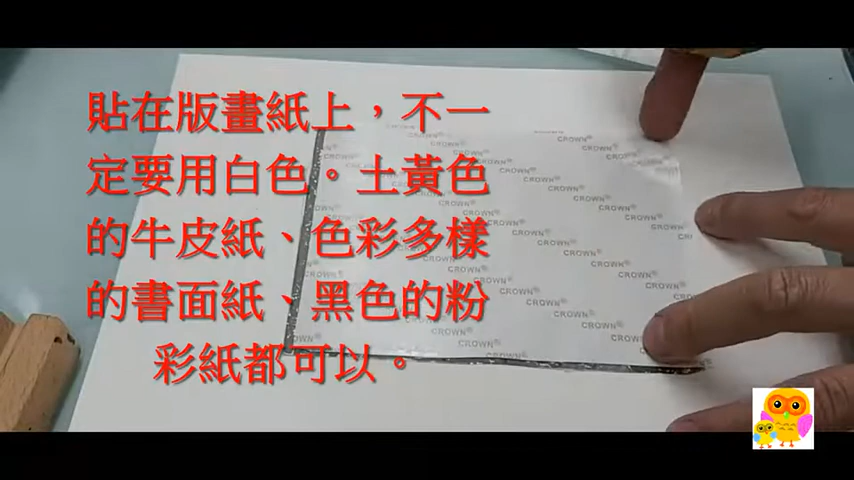 貼在版畫紙上，不一
定要用白色。土黃色
的牛皮紙、色彩多樣
的書面紙、黑色的粉
彩紙都可以。
CROWN®